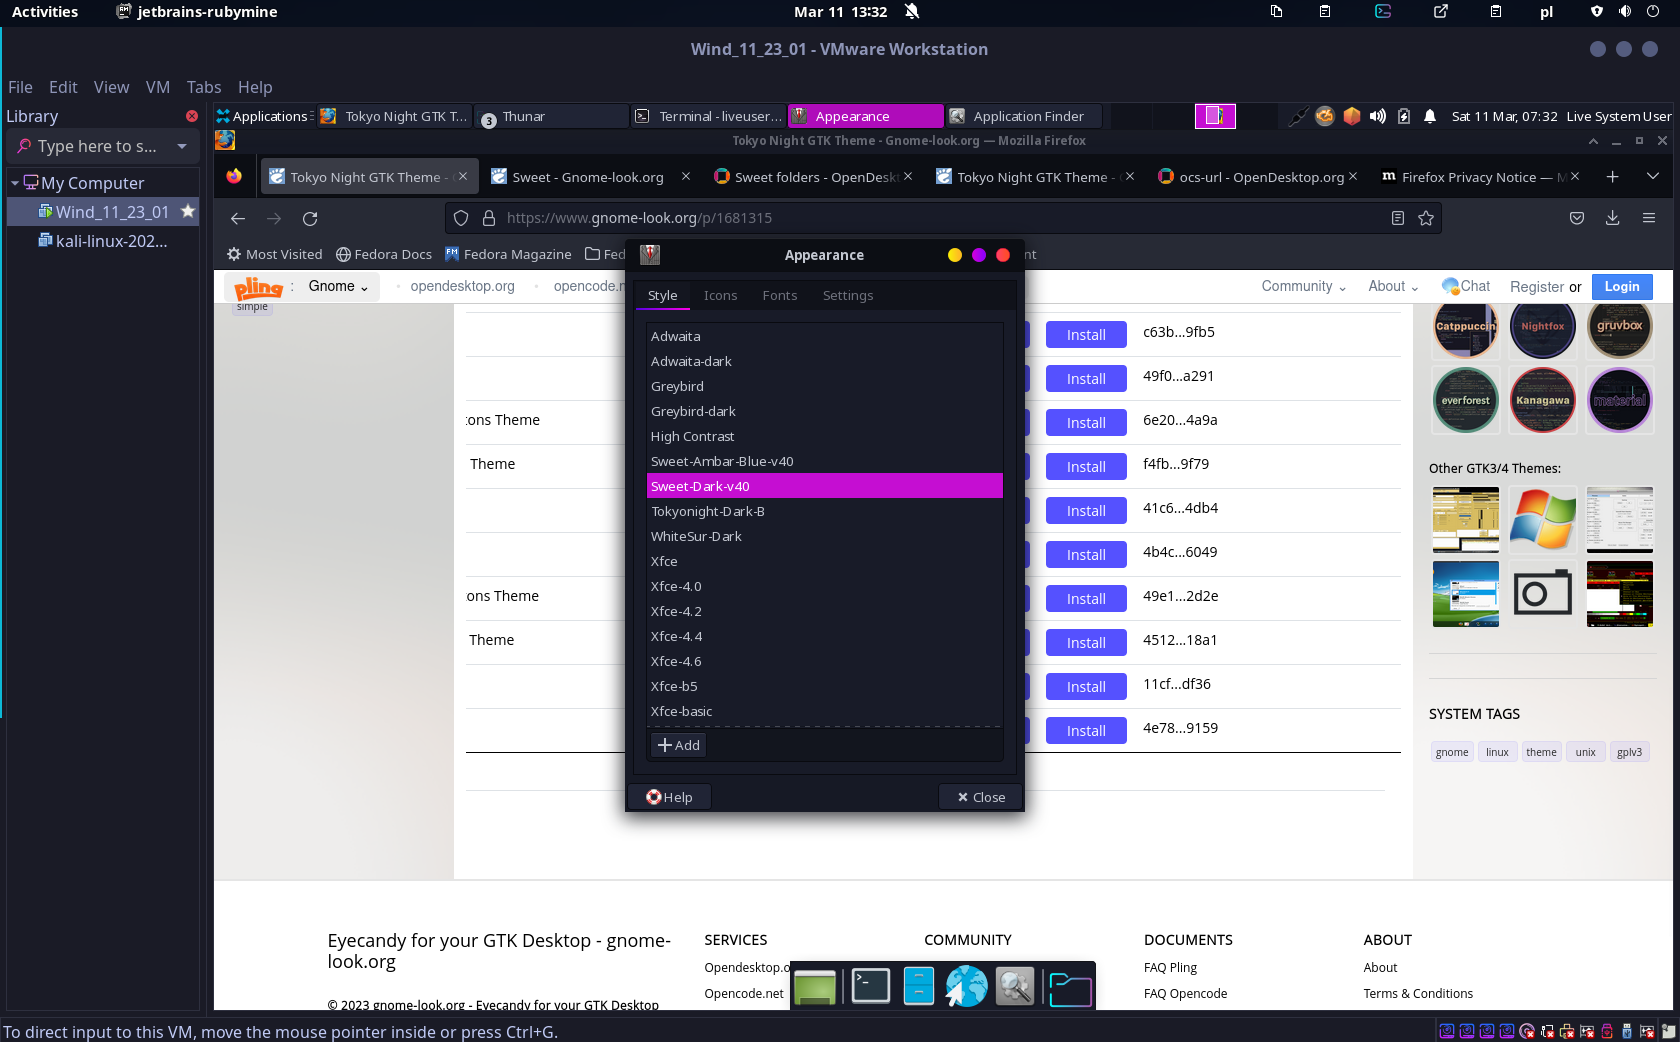 Activities jetbrains-rubymine Mar 11 13:32 pl
Wind_11_23_01 - VMware Workstation
File Edit View VM Tabs Help
Library
Type here to s...
My Computer
Wind_11_23_01
kali-linux-202...
Applications Tokyo Night GTK T... 3 Thunar Terminal - liveuser... Appearance Application Finder Sat 11 Mar, 07:32 Live System User
Tokyo Night GTK Theme - Gnome-look.org — Mozilla Firefox
Tokyo Night GTK Theme - Sweet - Gnome-look.org Sweet folders - OpenDesk Tokyo Night GTK Theme - ocs-url - OpenDesktop.org m Firefox Privacy Notice — M
https://www.gnome-look.org/p/1681315
Most Visited Fedora Docs FM Fedora Magazine Fed nt
pling : Gnome opendesktop.org opencode.n Community About Chat Register or Login
simple
Appearance
Style Icons Fonts Settings
Adwaita
Adwaita-dark
Greybird
Greybird-dark
High Contrast
Sweet-Ambar-Blue-v40
Sweet-Dark-v40
Tokyonight-Dark-B
WhiteSur-Dark
Xfce
Xfce-4.0
Xfce-4.2
Xfce-4.4
Xfce-4.6
Xfce-b5
Xfce-basic
Add
Help Close
Install c63b...9fb5
Install 49f0...a291
tons Theme Install 6e20...4a9a
Theme Install f4fb...9f79
Install 41c6...4db4
Install 4b4c...6049
ons Theme Install 49e1...2d2e
Theme Install 4512...18a1
Install 11cf...df36
Install 4e78...9159
Catppuccin Nightfox gruvbox
everforest Kanagawa material
Other GTK3/4 Themes:
SYSTEM TAGS
gnome linux theme unix gplv3
Eyecandy for your GTK Desktop - gnome-
look.org
© 2023 gnome-look.org - Eyecandy for your GTK Desktop
SERVICES
Opendesktop.o
Opencode.net
COMMUNITY
DOCUMENTS
FAQ Pling
FAQ Opencode
ABOUT
About
Terms & Conditions
To direct input to this VM, move the mouse pointer inside or press Ctrl+G.